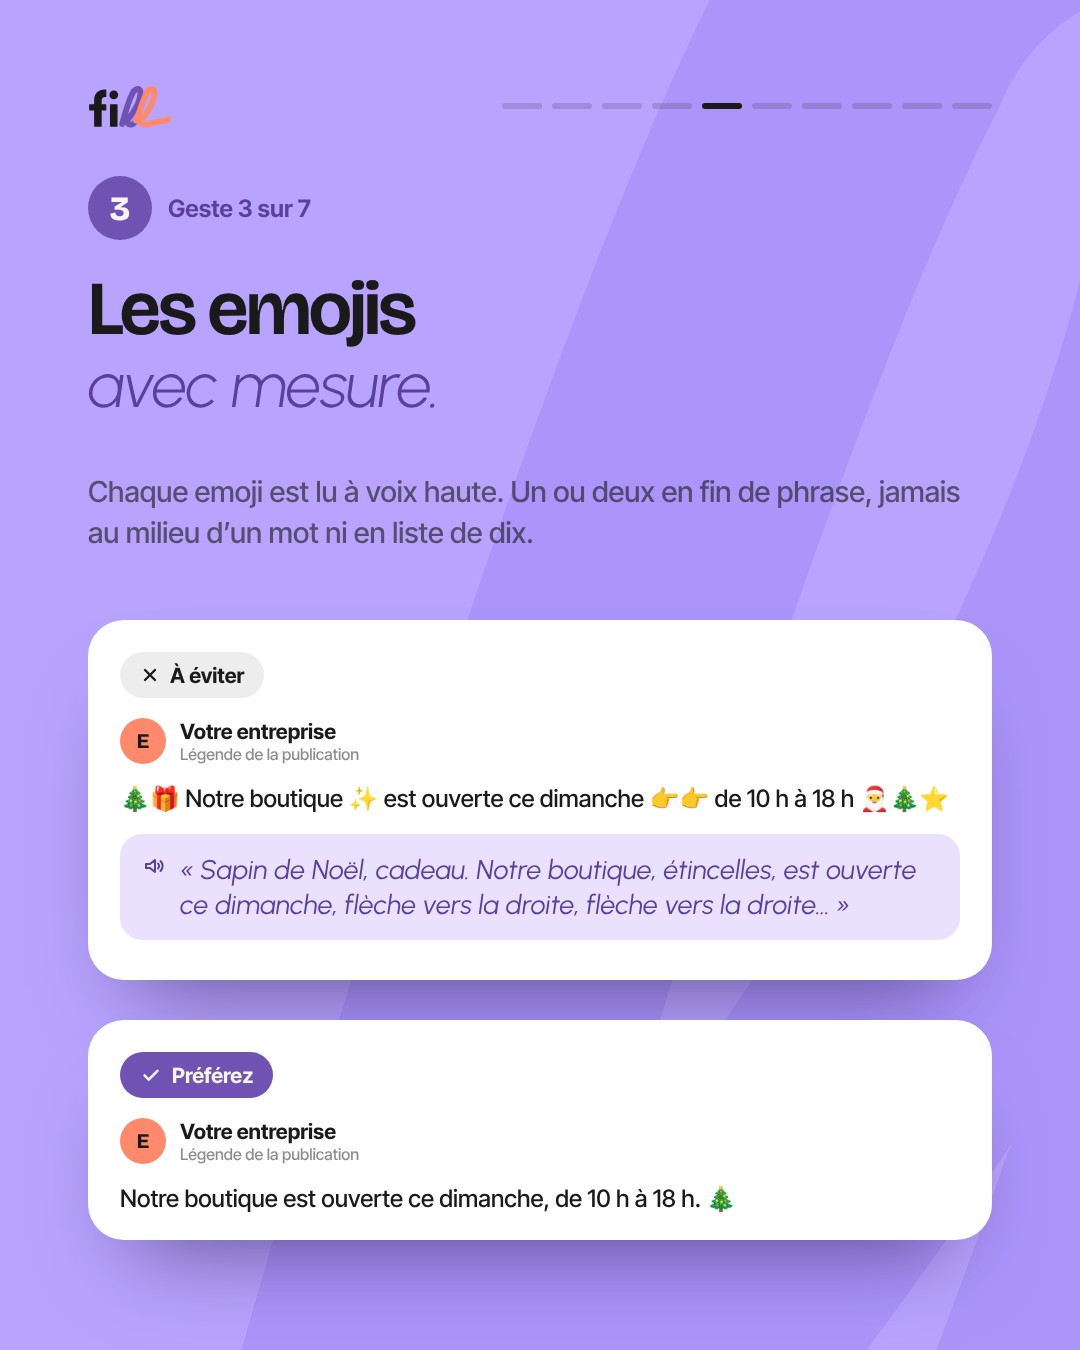 fill
3
Geste 3 sur 7
Les emojis
avec mesure.
Chaque emoji est lu à voix haute. Un ou deux en fin de phrase, jamais
au milieu d’un mot ni en liste de dix.
À éviter
E
Votre entreprise
Légende de la publication
🎄🎁 Notre boutique ✨ est ouverte ce dimanche 👉👉 de 10 h à 18 h 🎅🎄⭐
« Sapin de Noël, cadeau. Notre boutique, étincelles, est ouverte
ce dimanche, flèche vers la droite, flèche vers la droite... »
Préférez
E
Votre entreprise
Légende de la publication
Notre boutique est ouverte ce dimanche, de 10 h à 18 h. 🎄